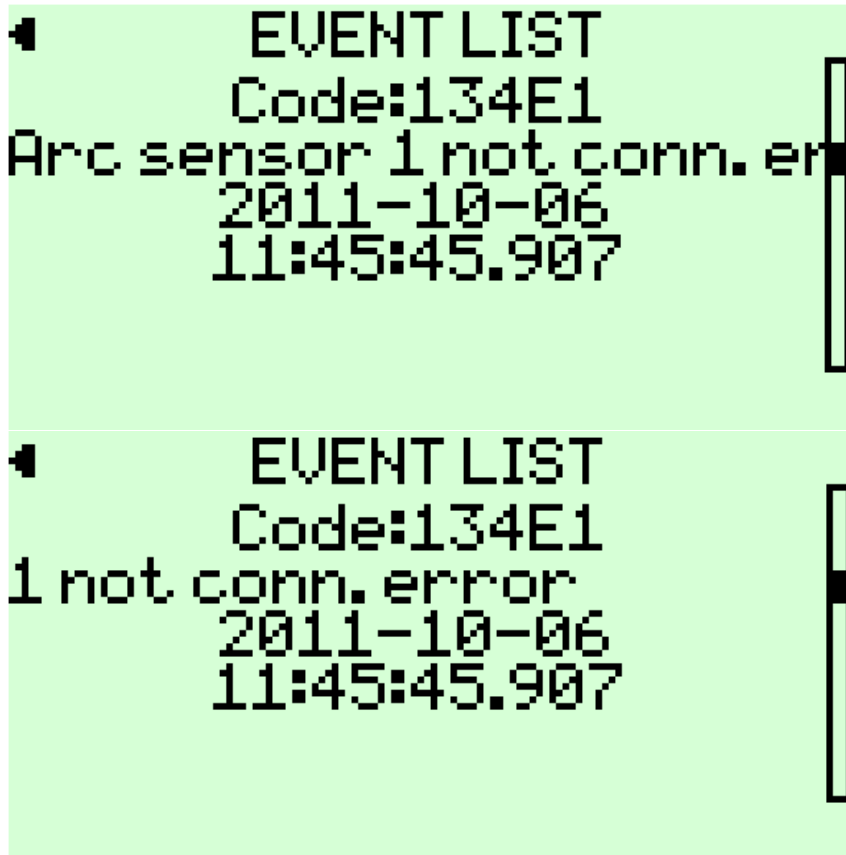 EVENT LIST
Code:134E1
Arc sensor 1 not conn. er
2011-10-06
11:45:45.907
EVENT LIST
Code:134E1
1 not conn. error
2011-10-06
11:45:45.907